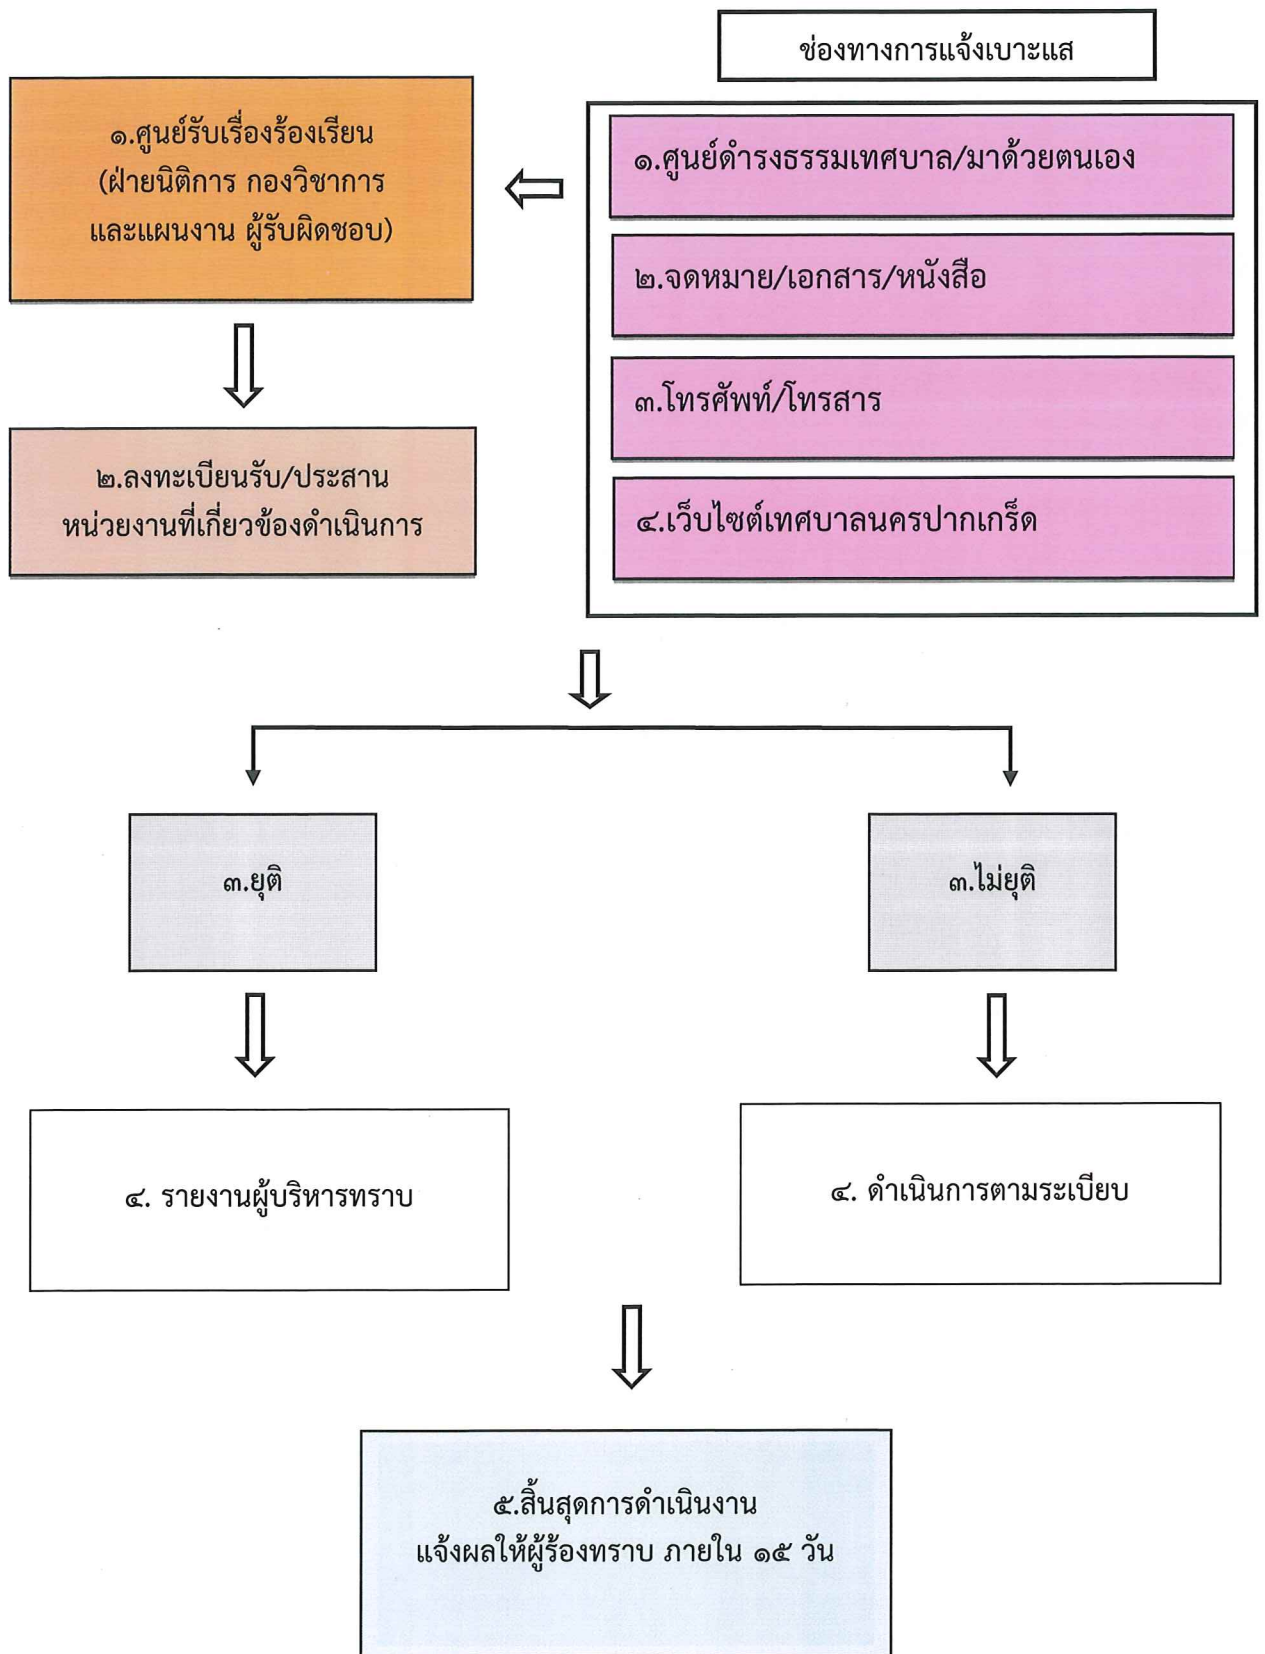 ช่องทางการแจ้งเบาะแส
๑.ศูนย์รับเรื่องร้องเรียน
(ฝ่ายนิติการ กองวิชาการ
และแผนงาน ผู้รับผิดชอบ)
๑.ศูนย์ดำรงธรรมเทศบาล/มาด้วยตนเอง
๒.จดหมาย/เอกสาร/หนังสือ
๓.โทรศัพท์/โทรสาร
๔.เว็บไซต์เทศบาลนครปากเกร็ด
๒.ลงทะเบียนรับ/ประสาน
หน่วยงานที่เกี่ยวข้องดำเนินการ
๓.ยุติ
๓.ไม่ยุติ
๔. รายงานผู้บริหารทราบ
๔. ดำเนินการตามระเบียบ
๕.สิ้นสุดการดำเนินงาน
แจ้งผลให้ผู้ร้องทราบ ภายใน ๑๕ วัน